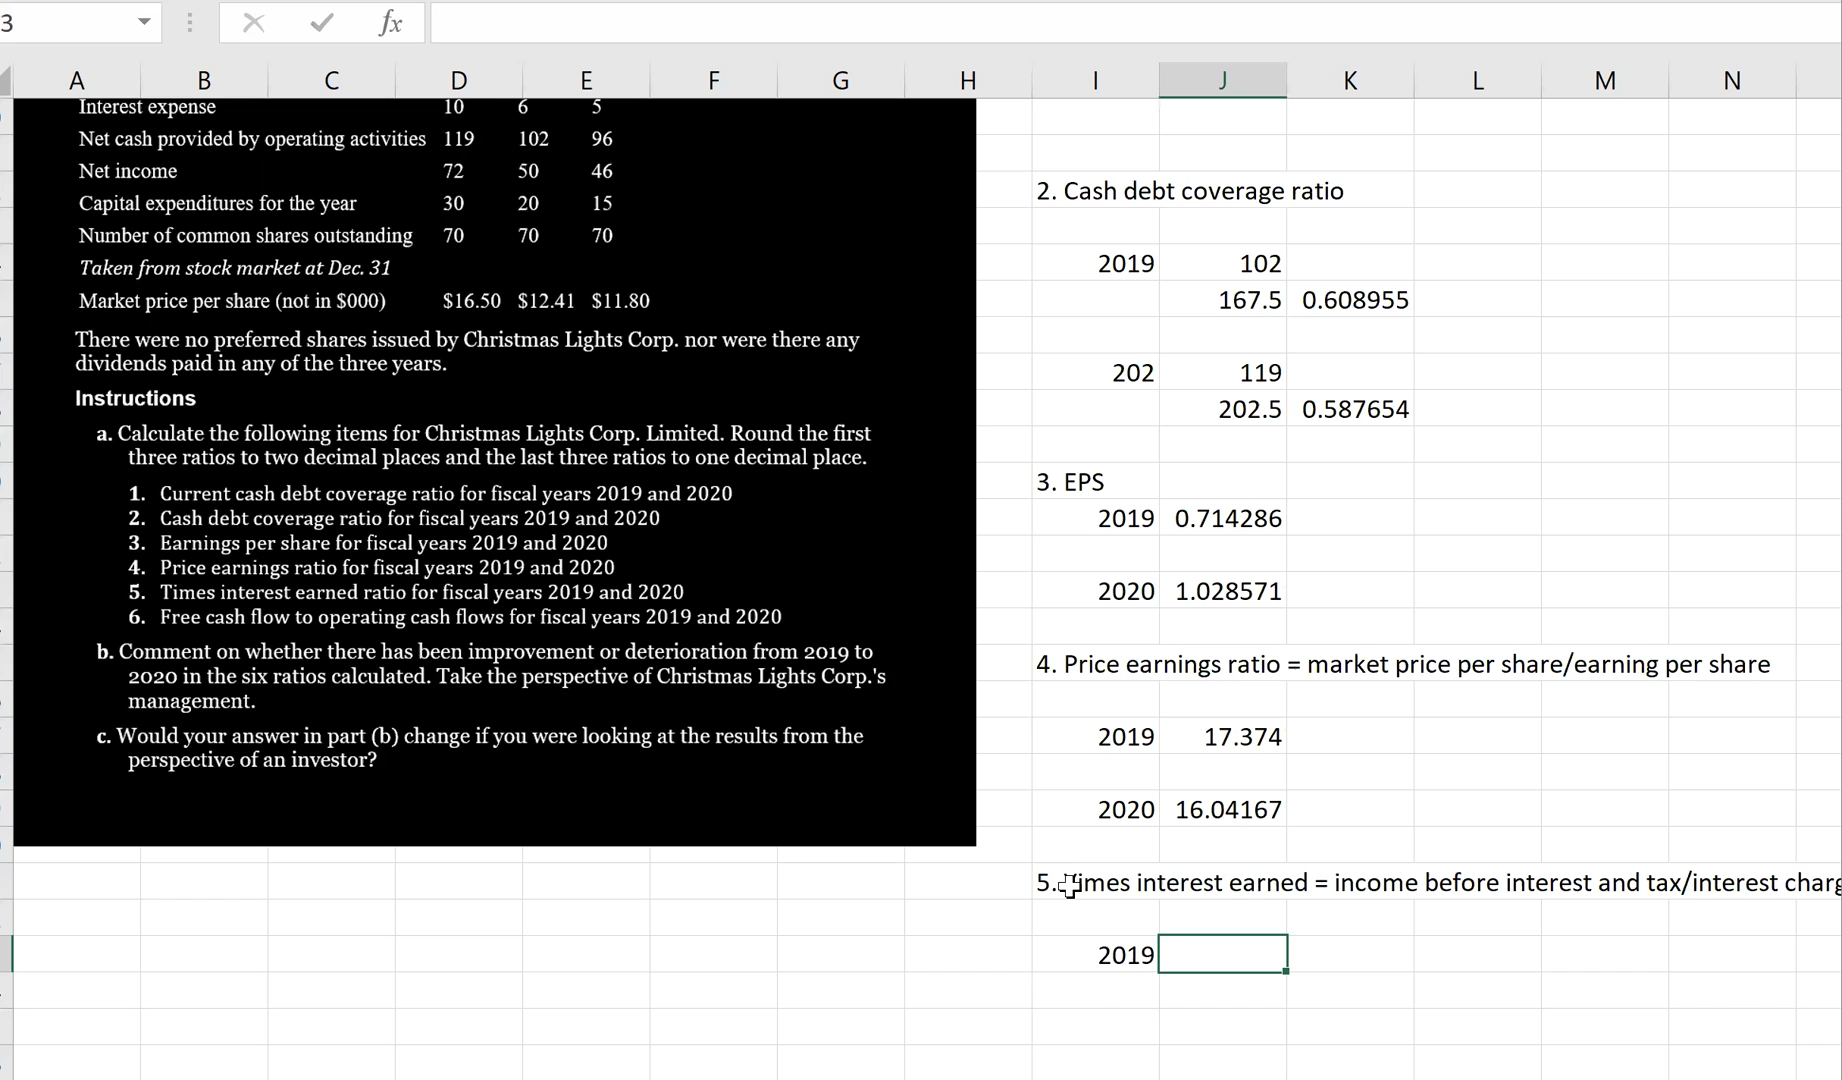 3
fx
A B C D E F G H I J K L M N
Interest expense 10 6 5
Net cash provided by operating activities 119 102 96
Net income 72 50 46
Capital expenditures for the year 30 20 15
Number of common shares outstanding 70 70 70
Taken from stock market at Dec. 31
Market price per share (not in $000) $16.50 $12.41 $11.80
There were no preferred shares issued by Christmas Lights Corp. nor were there any
dividends paid in any of the three years.
Instructions
a. Calculate the following items for Christmas Lights Corp. Limited. Round the first
three ratios to two decimal places and the last three ratios to one decimal place.
1. Current cash debt coverage ratio for fiscal years 2019 and 2020
2. Cash debt coverage ratio for fiscal years 2019 and 2020
3. Earnings per share for fiscal years 2019 and 2020
4. Price earnings ratio for fiscal years 2019 and 2020
5. Times interest earned ratio for fiscal years 2019 and 2020
6. Free cash flow to operating cash flows for fiscal years 2019 and 2020
b. Comment on whether there has been improvement or deterioration from 2019 to
2020 in the six ratios calculated. Take the perspective of Christmas Lights Corp.'s
management.
c. Would your answer in part (b) change if you were looking at the results from the
perspective of an investor?
2. Cash debt coverage ratio
2019 102
167.5 0.608955
202 119
202.5 0.587654
3. EPS
2019 0.714286
2020 1.028571
4. Price earnings ratio = market price per share/earning per share
2019 17.374
2020 16.04167
5. Times interest earned = income before interest and tax/interest charg
2019